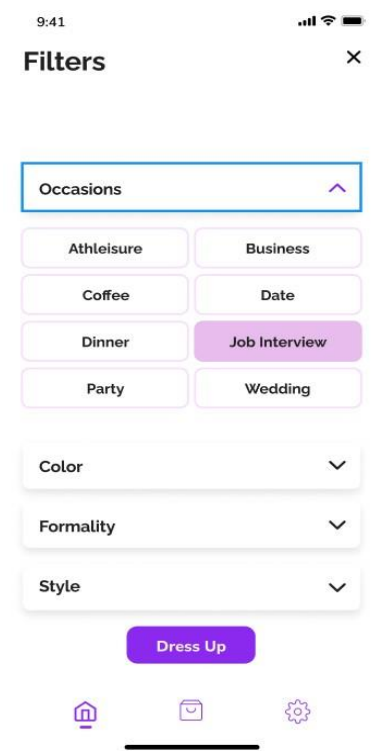 9:41
Filters
Occasions
Athleisure Business
Coffee Date
Dinner Job Interview
Party Wedding
Color
Formality
Style
Dress Up